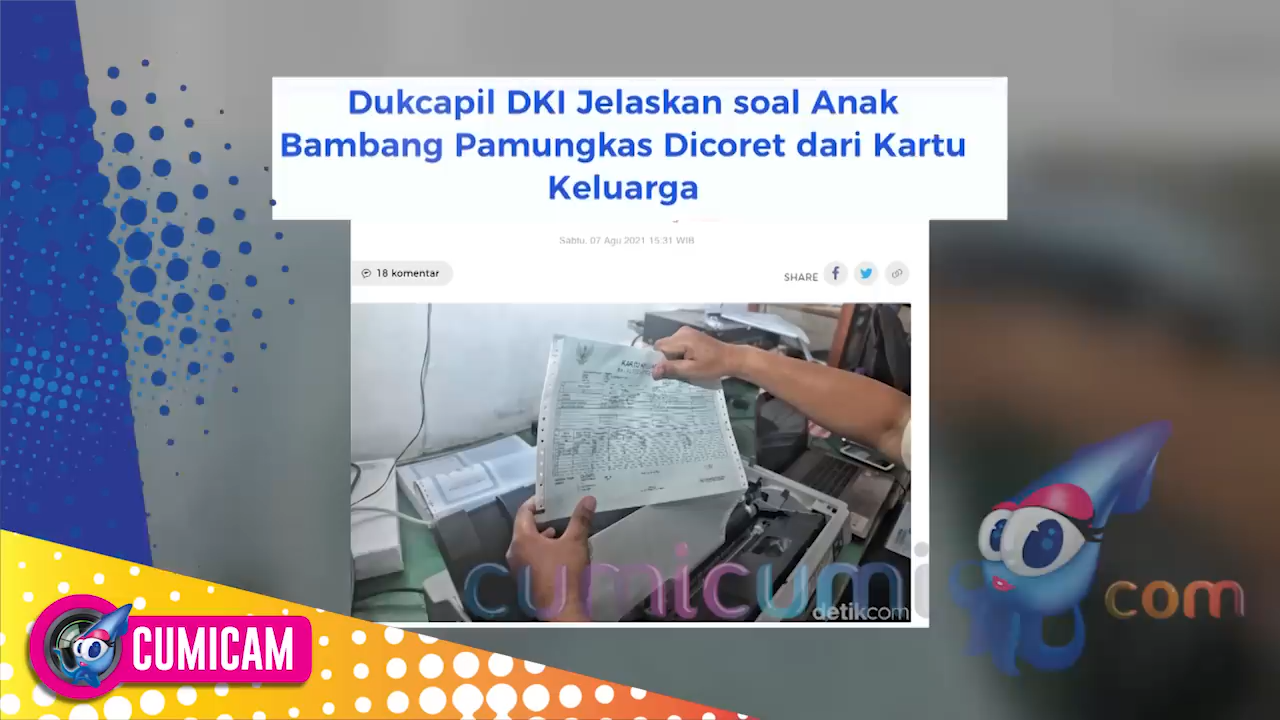 Dukcapil DKI Jelaskan soal Anak
Bambang Pamungkas Dicoret dari Kartu
Keluarga
Sabtu, 07 Agu 2021 15:31 WIB
18 komentar
SHARE
cumicumi
com
detikcom
CUMICAM